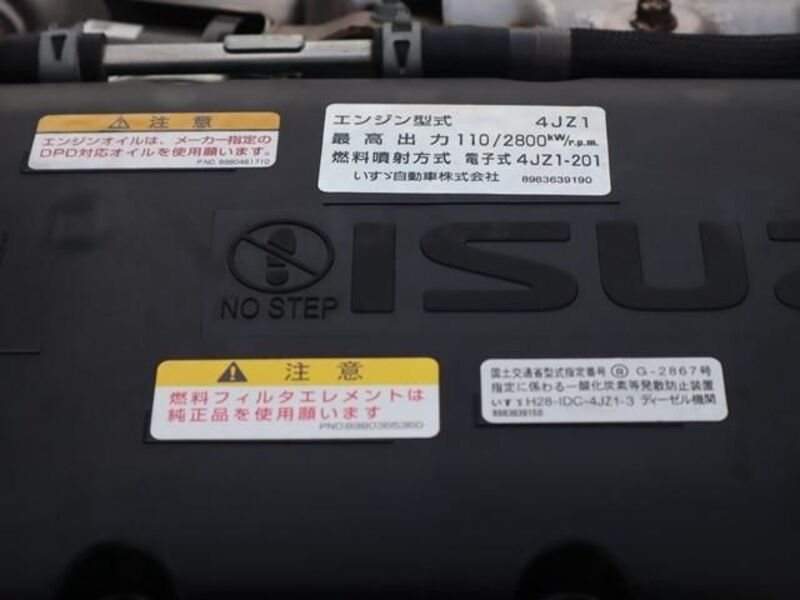 注意
エンジンオイルは、メーカー指定の
DPD対応オイルを使用願います。
P.NO. 8980461710
エンジン型式 4JZ1
最高出力 110/2800kW/r.p.m.
燃料噴射方式 電子式 4JZ1-201
いすゞ自動車株式会社 8983639190
NO STEP
ISUZ
注意
燃料フィルタエレメントは
純正品を使用願います
PNO.8980365360
国土交通省型式指定番号 Ⓡ G-2867号
指定に係わる一酸化炭素等発散防止装置
いすゞH28-IDC-4JZ1-3 ディーゼル機関
8983639150